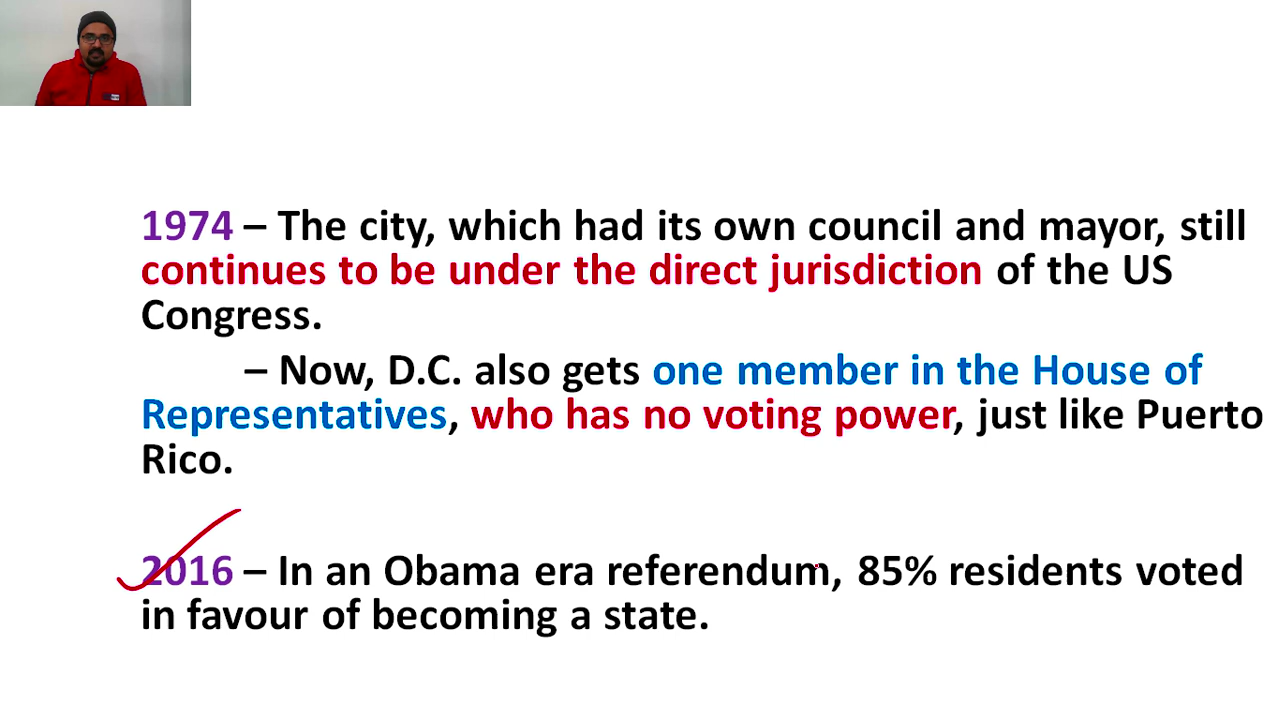 1974 – The city, which had its own council and mayor, still
continues to be under the direct jurisdiction of the US
Congress.
– Now, D.C. also gets one member in the House of
Representatives, who has no voting power, just like Puerto
Rico.
2016 – In an Obama era referendum, 85% residents voted
in favour of becoming a state.